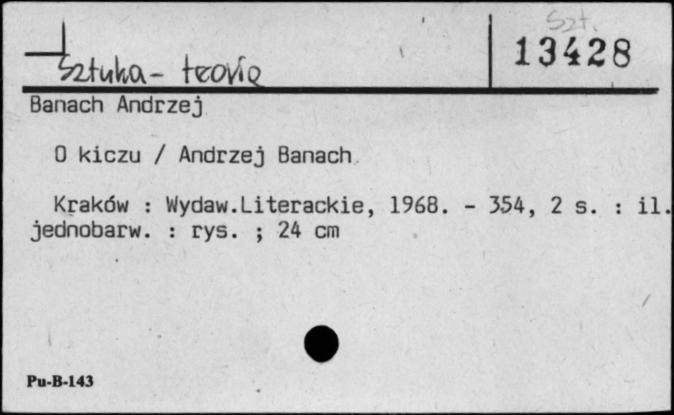 Szt.
13428
Sztuka - teoria
Banach Andrzej
O kiczu / Andrzej Banach
Kraków : Wydaw.Literackie, 1968. - 354, 2 s. : il.
jednobarw. : rys. ; 24 cm
Pu-B-143